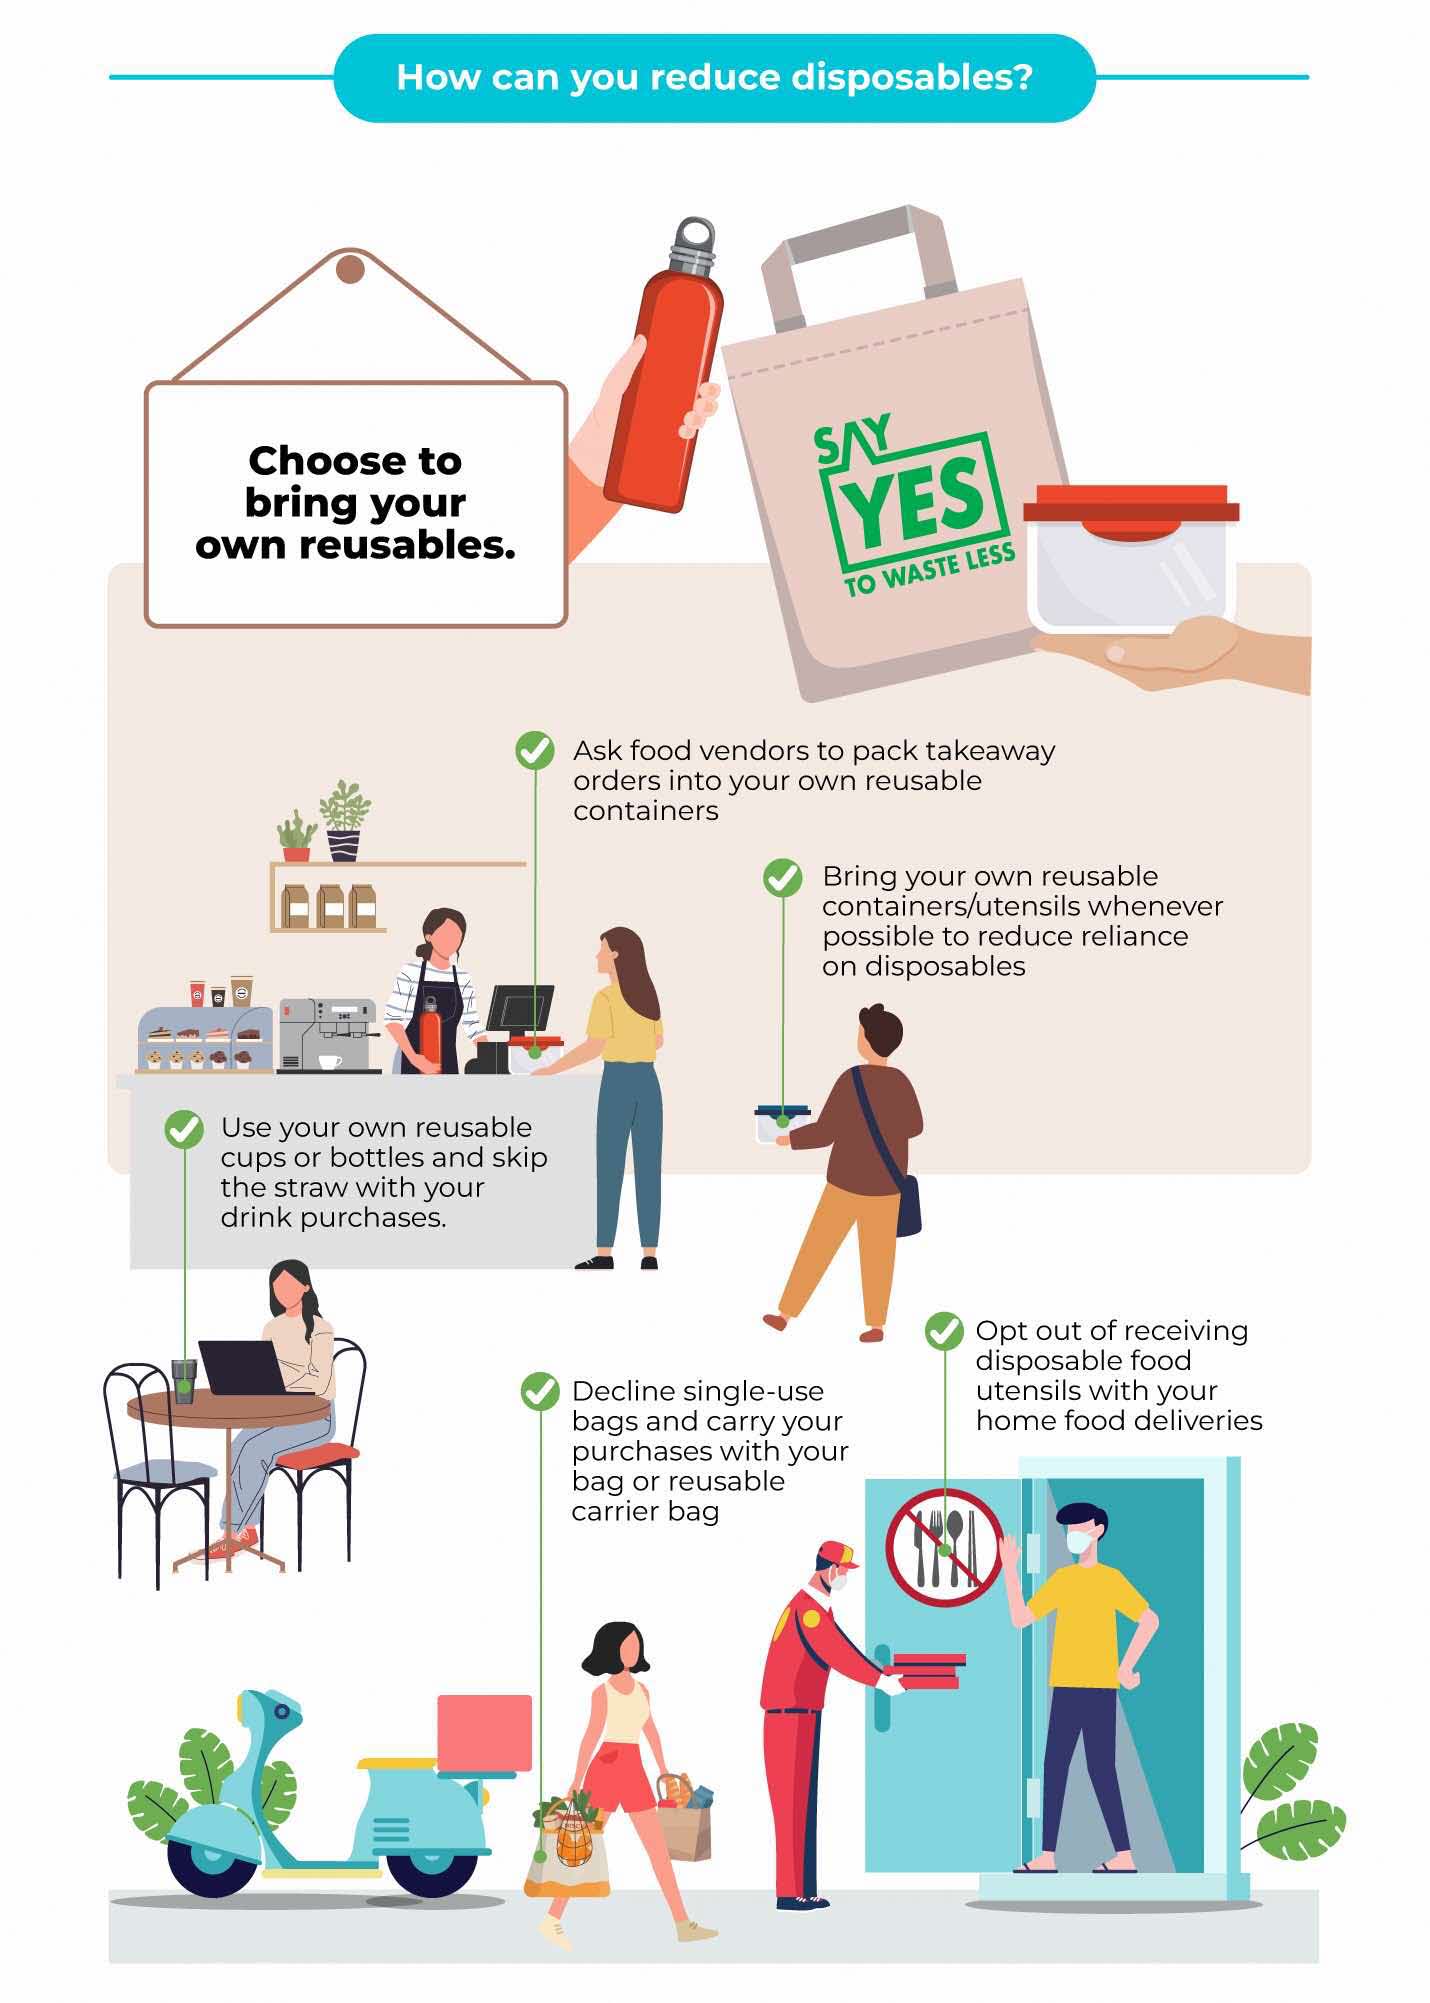 How can you reduce disposables?
Choose to
bring your
own reusables.
SAY
YES
TO WASTE LESS
Ask food vendors to pack takeaway
orders into your own reusable
containers
Bring your own reusable
containers/utensils whenever
possible to reduce reliance
on disposables
Use your own reusable
cups or bottles and skip
the straw with your
drink purchases.
Opt out of receiving
disposable food
utensils with your
home food deliveries
Decline single-use
bags and carry your
purchases with your
bag or reusable
carrier bag